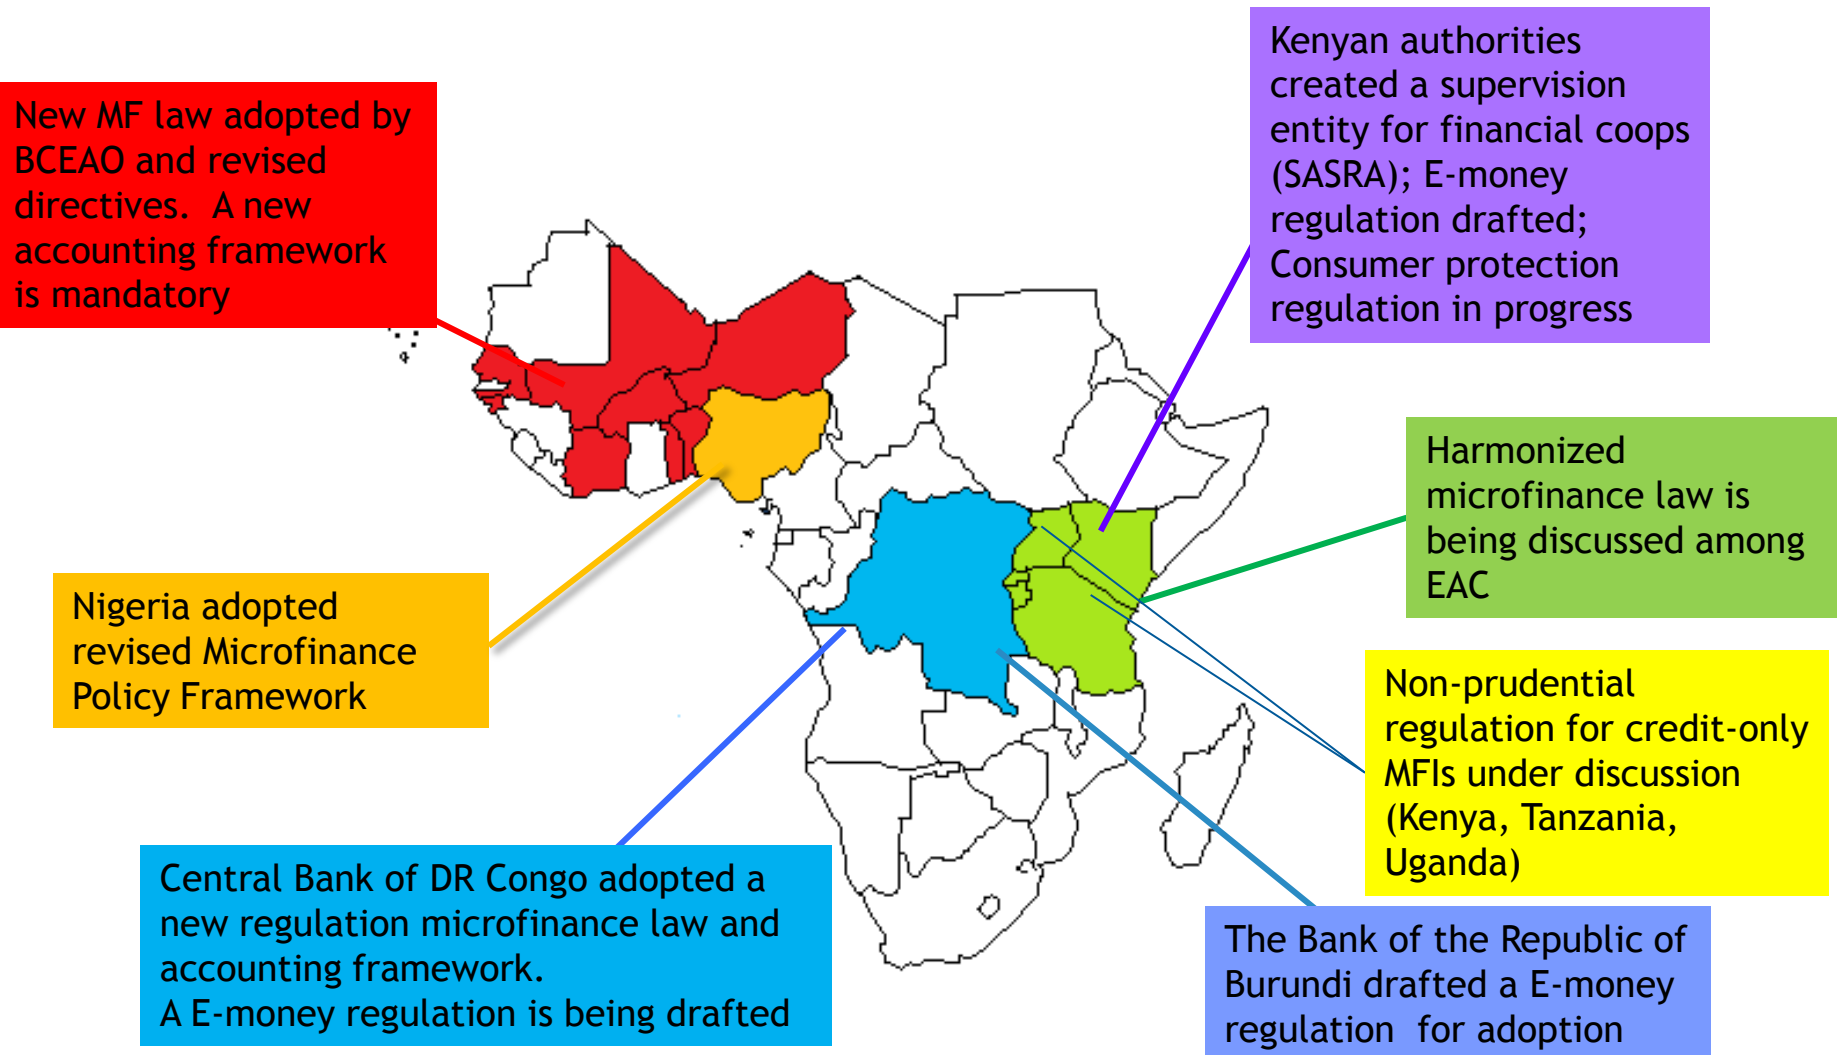 Kenyan authorities
created a supervision
entity for financial coops
(SASRA); E-money
regulation drafted;
Consumer protection
regulation in progress
New MF law adopted by
BCEAO and revised
directives. A new
accounting framework
is mandatory
Harmonized
microfinance law is
being discussed among
EAC
Nigeria adopted
revised Microfinance
Policy Framework
Non-prudential
regulation for credit-only
MFIs under discussion
(Kenya, Tanzania,
Uganda)
Central Bank of DR Congo adopted a
new regulation microfinance law and
accounting framework.
A E-money regulation is being drafted
The Bank of the Republic of
Burundi drafted a E-money
regulation for adoption